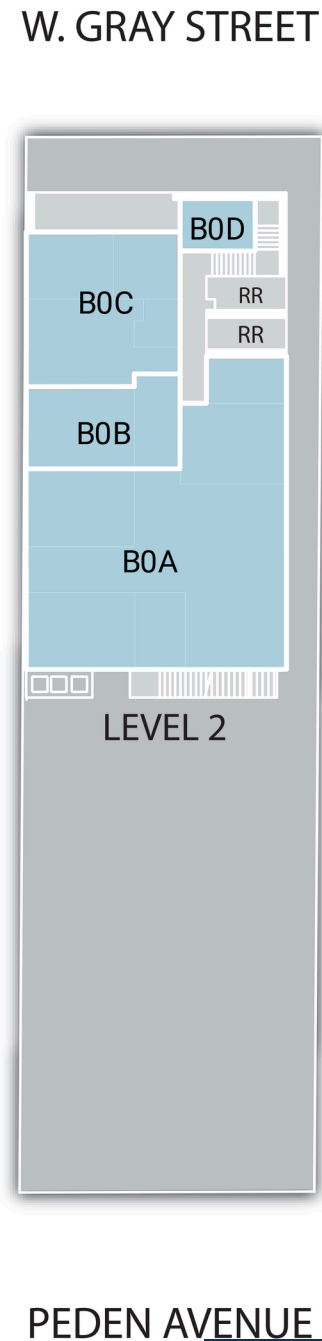 W. GRAY STREET
B0D
RR
B0C
RR
B0B
B0A
LEVEL 2
PEDEN AVENUE